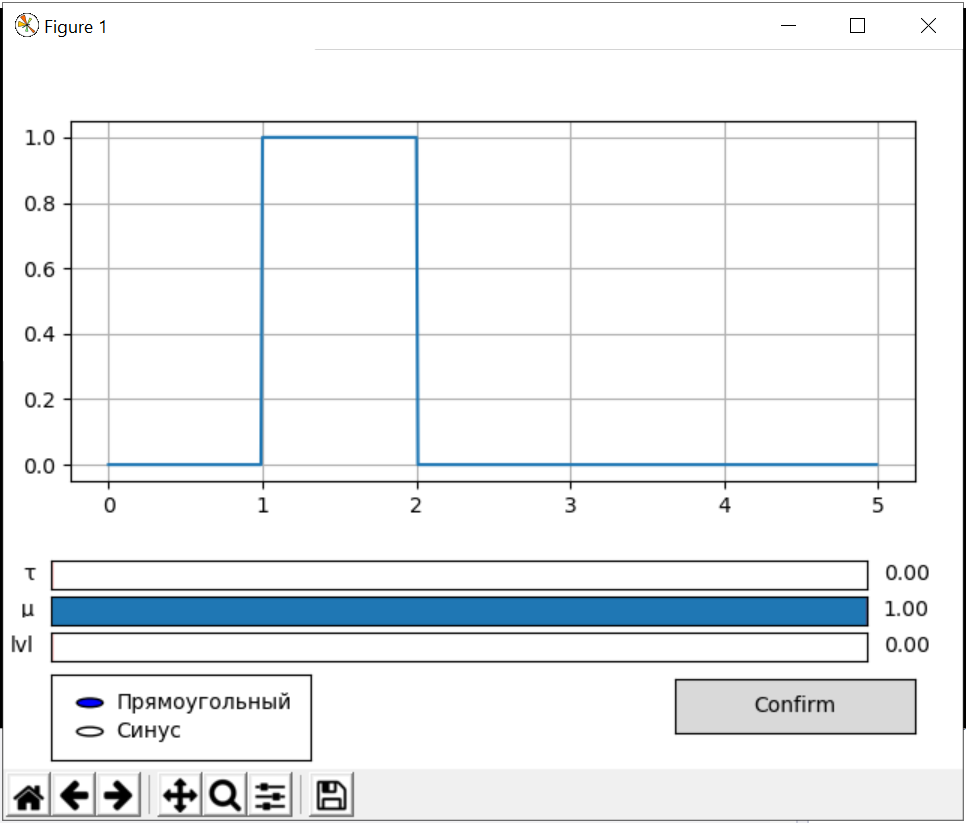 Figure 1
1.0
0.8
0.6
0.4
0.2
0.0
0 1 2 3 4 5
τ 0.00
μ 1.00
lvl 0.00
Прямоугольный
Синус
Confirm